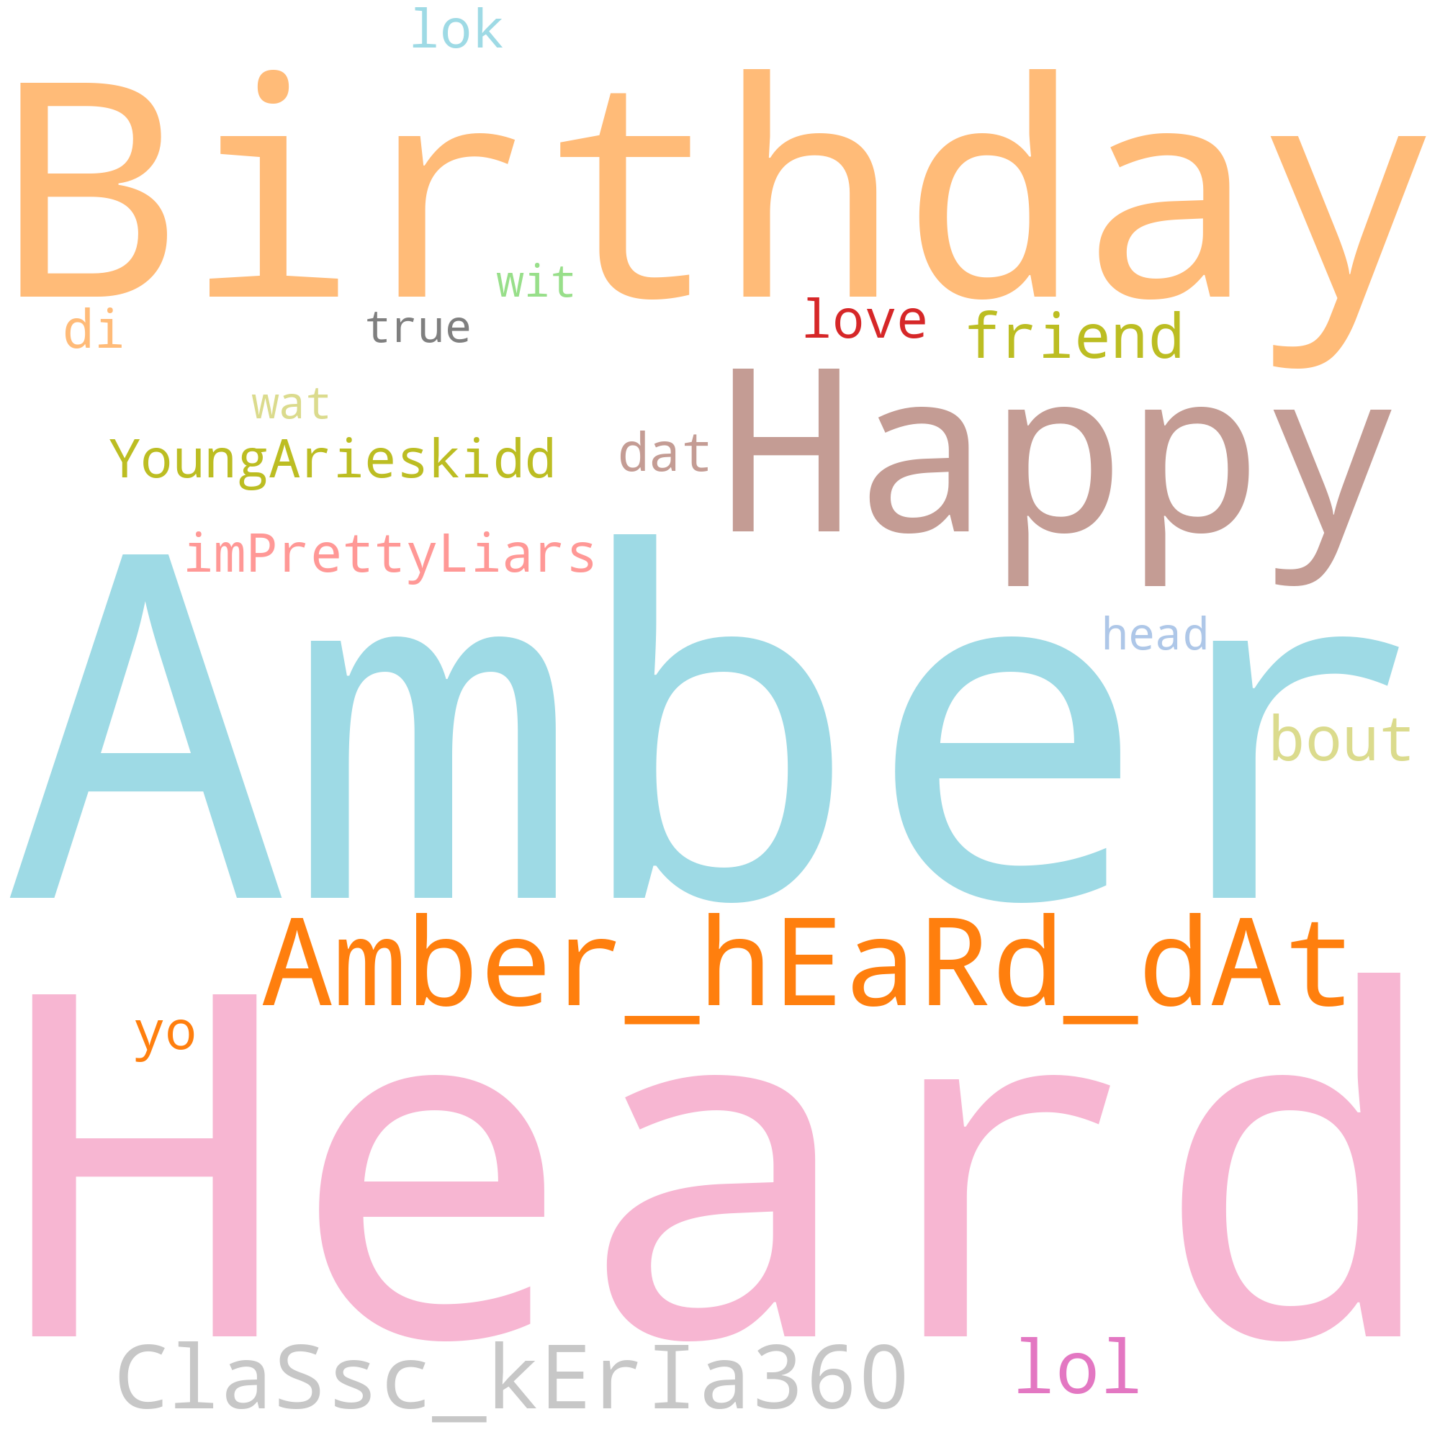 lok
Birthday
wit
di
true
love
friend
wat
Happy
YoungArieskidd
dat
imPrettyLiars
Amber
head
bout
Amber_hEaRd_dAt
yo
Heard
ClaSsc_kErIa360
lol